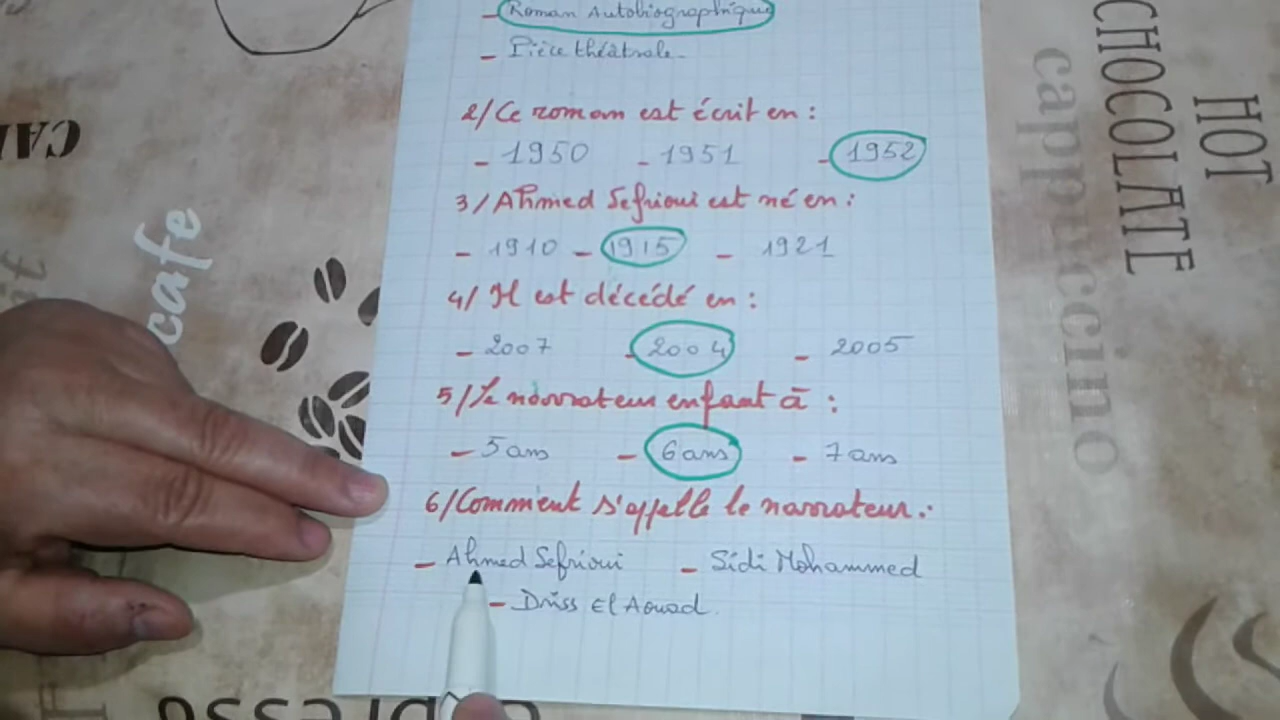 - Roman Autobiographique
- Pièce théâtrale-
2/ Ce roman est écrit en :
- 1950 - 1951 - 1952
3/ Ahmed Sefrioui est né en :
- 1910 - 1915 - 1921
4/ Il est décédé en :
- 2007 - 2004 - 2005
5/ Le narrateur enfant à :
- 5 ans - 6 ans - 7 ans
6/ Comment s'appelle le narrateur :
- Ahmed Sefrioui - Sidi Mohammed
- Driss El Aouad.
cafe
CHOCOLATE
HOT
cappuccino